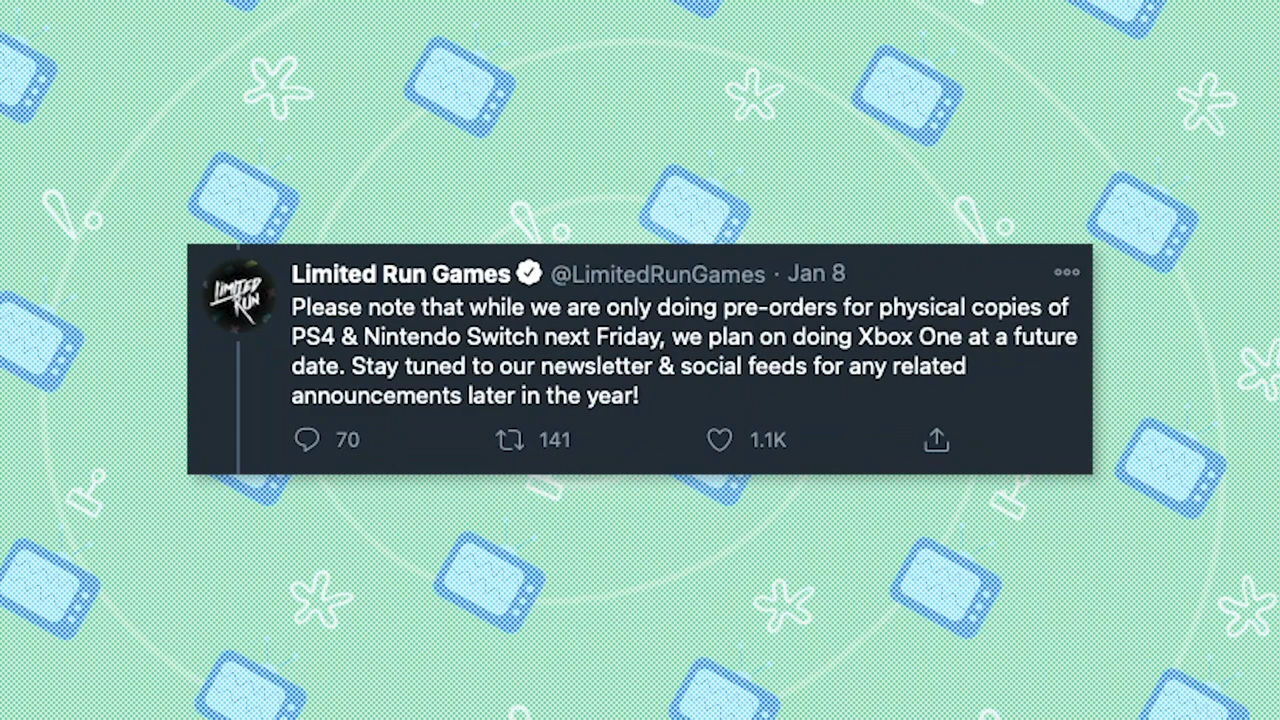 LIMITED
RUN
Limited Run Games @LimitedRunGames · Jan 8
Please note that while we are only doing pre-orders for physical copies of
PS4 & Nintendo Switch next Friday, we plan on doing Xbox One at a future
date. Stay tuned to our newsletter & social feeds for any related
announcements later in the year!
70 141 1.1K